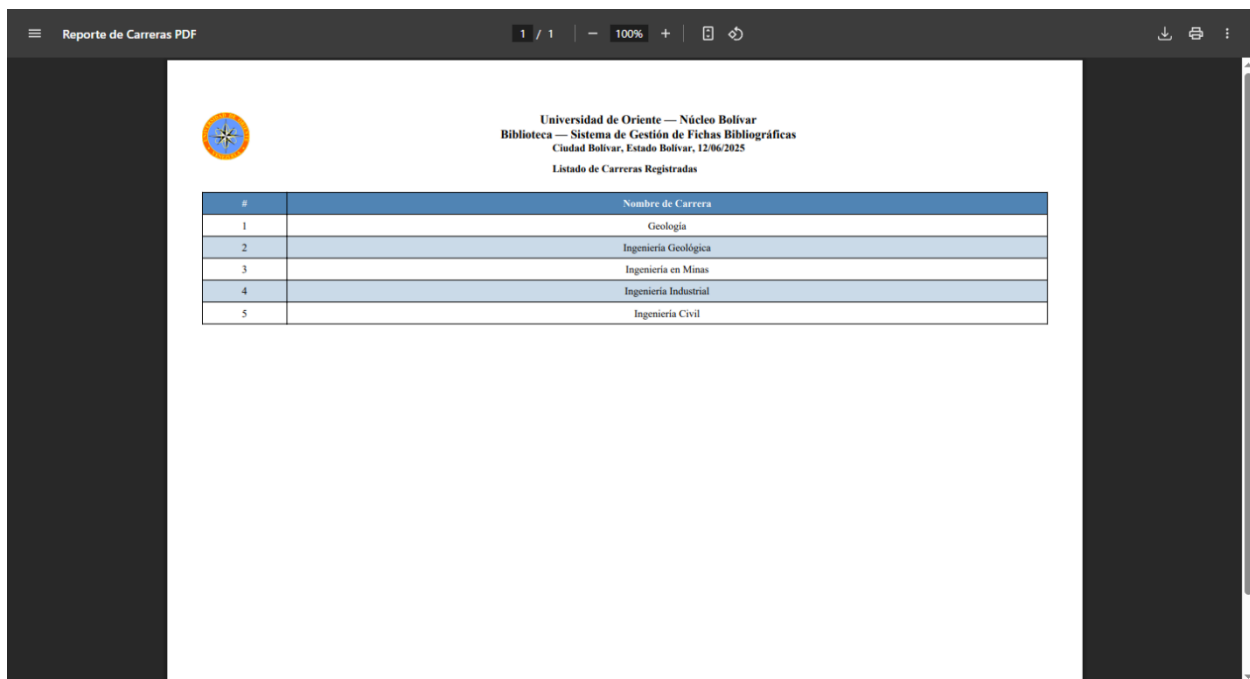 Reporte de Carreras PDF 1 / 1 100%
Universidad de Oriente — Núcleo Bolívar
Biblioteca — Sistema de Gestión de Fichas Bibliográficas
Ciudad Bolívar, Estado Bolívar, 12/06/2025
Listado de Carreras Registradas
# Nombre de Carrera
1 Geología
2 Ingeniería Geológica
3 Ingeniería en Minas
4 Ingeniería Industrial
5 Ingeniería Civil